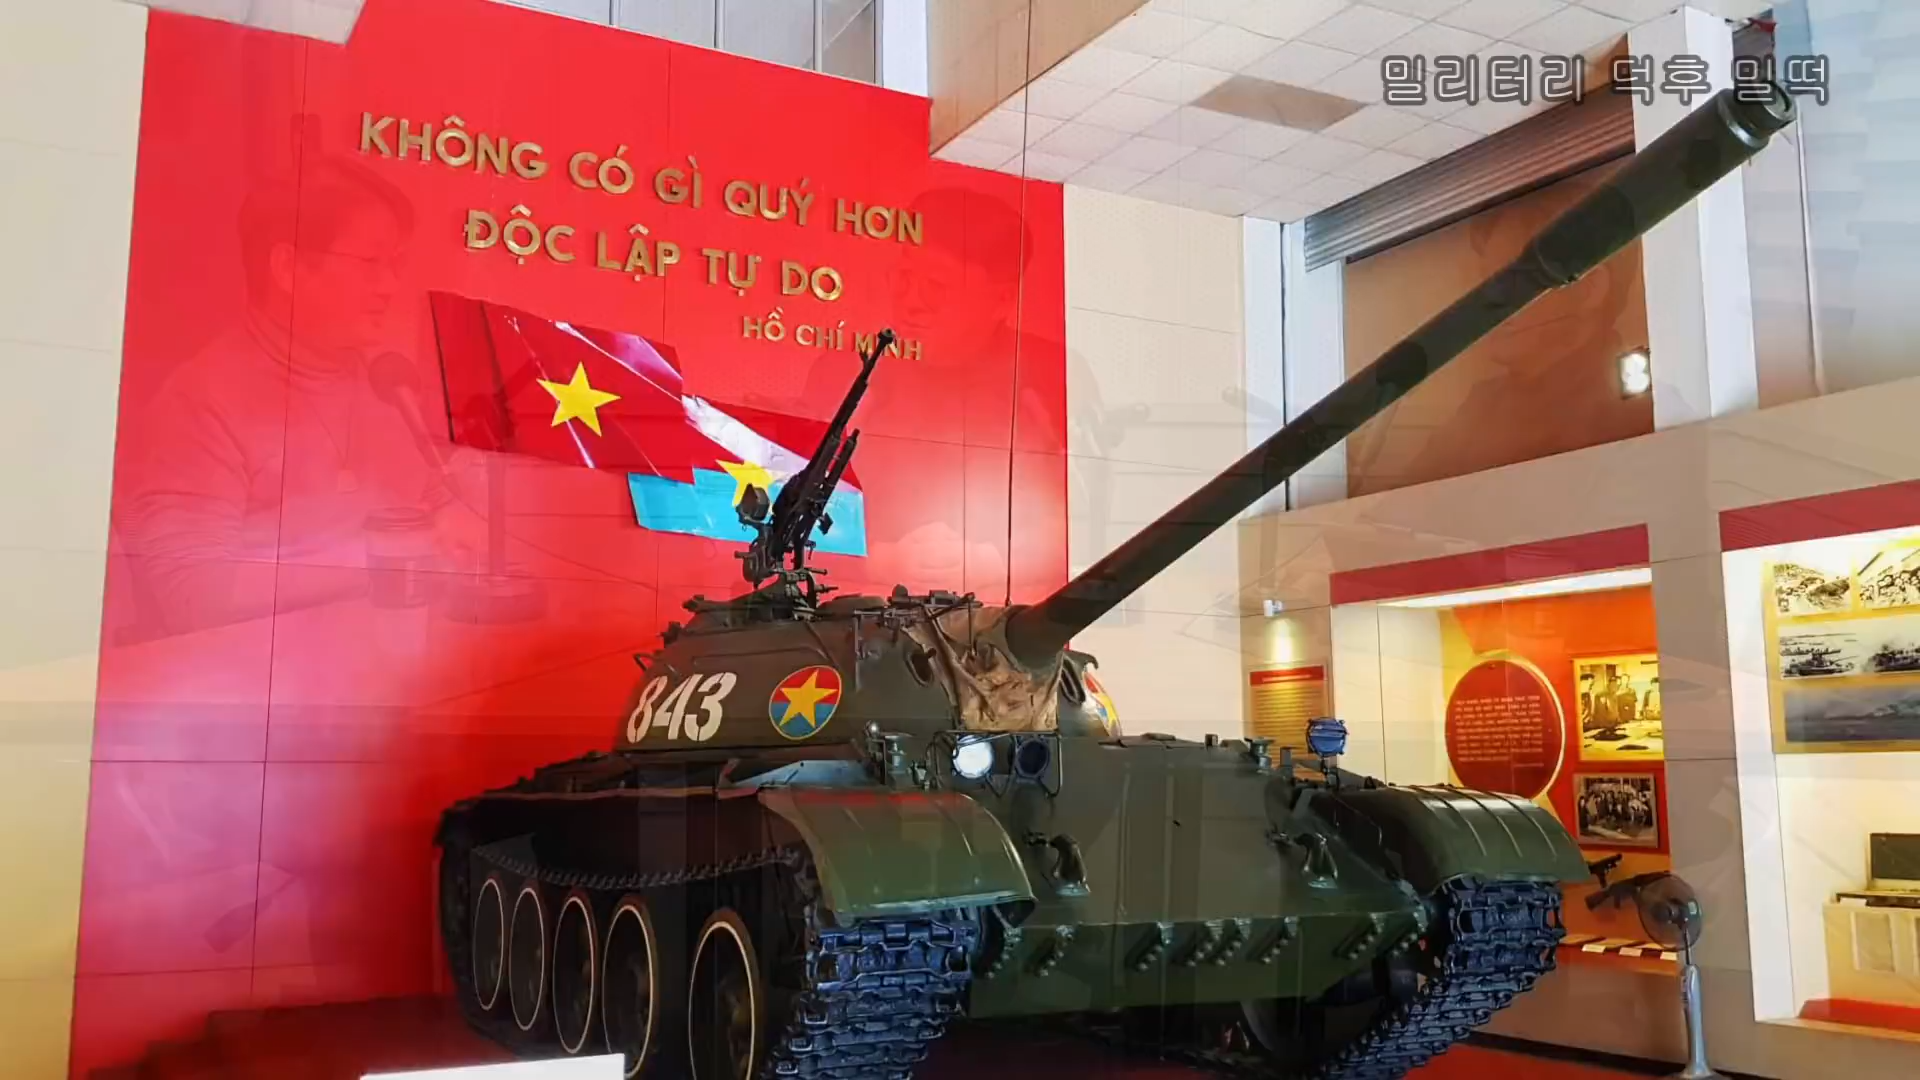 밀리터리 덕후 밀떡
KHÔNG CÓ GÌ QUÝ HƠN
ĐỘC LẬP TỰ DO
HỒ CHÍ MINH
843